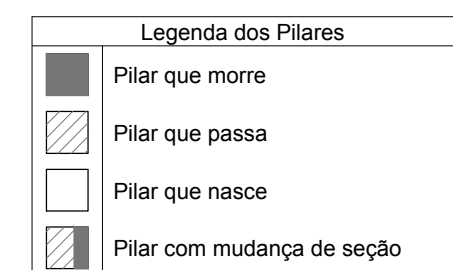 Legenda dos Pilares
Pilar que morre
Pilar que passa
Pilar que nasce
Pilar com mudança de seção